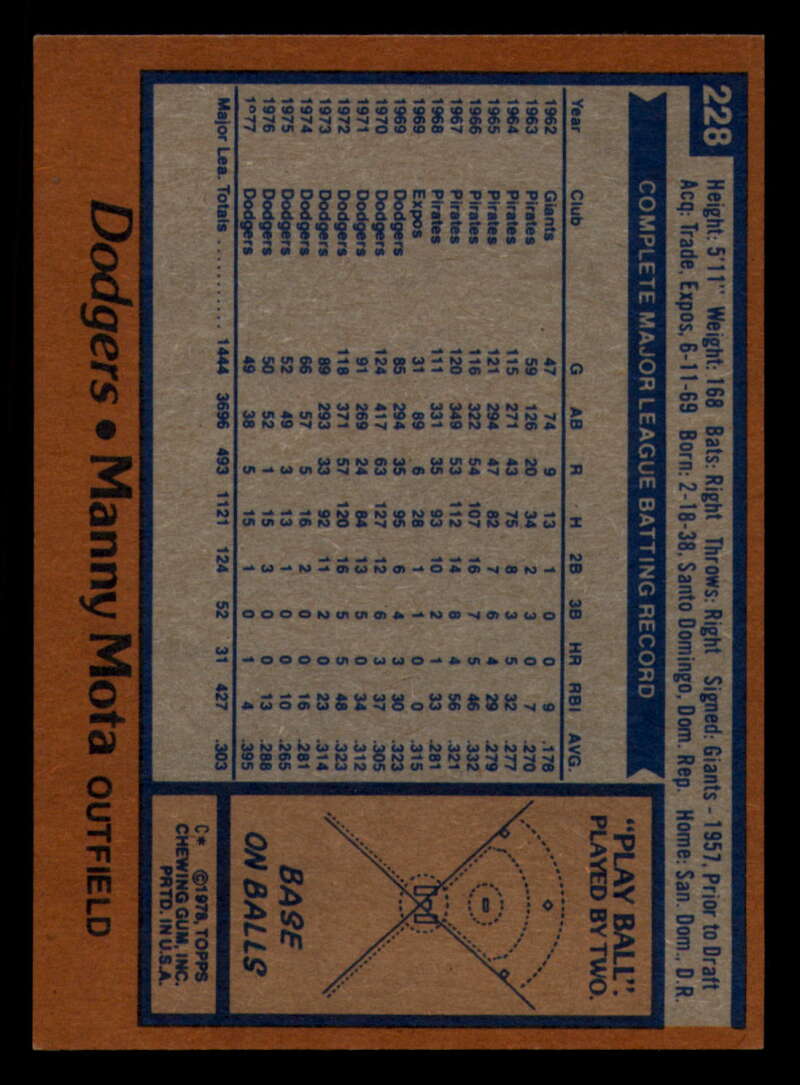 228
Height: 5'11" Weight: 168 Bats: Right Throws: Right Signed: Giants - 1957, Prior to Draft
Acq: Trade, Expos, 6-11-69 Born: 2-18-38, Santo Domingo, Dom. Rep. Home: San. Dom., D.R.
COMPLETE MAJOR LEAGUE BATTING RECORD
Year Club G AB R H 2B 3B HR RBI AVG.
1962 Giants 47 74 9 13 1 0 0 9 .178
1963 Pirates 59 126 20 34 2 3 0 7 .270
1964 Pirates 115 271 43 75 8 3 5 32 .277
1965 Pirates 121 294 47 82 7 6 4 29 .279
1966 Pirates 116 322 54 107 16 7 5 46 .332
1967 Pirates 120 349 53 112 14 8 4 56 .321
1968 Pirates 111 331 35 93 10 2 1 33 .281
1969 Expos 31 89 6 28 1 1 0 0 .315
1969 Dodgers 85 294 35 95 6 4 3 30 .323
1970 Dodgers 124 417 63 127 12 6 3 37 .305
1971 Dodgers 91 269 24 84 13 5 0 34 .312
1972 Dodgers 118 371 57 120 16 5 5 48 .323
1973 Dodgers 89 293 33 92 11 2 0 23 .314
1974 Dodgers 66 57 5 16 2 0 0 16 .281
1975 Dodgers 52 49 3 13 1 0 0 10 .265
1976 Dodgers 50 52 1 15 3 0 0 13 .288
1977 Dodgers 49 38 5 15 1 0 1 4 .395
Major Lea. Totals .......... 1444 3696 493 1121 124 52 31 427 .303
"PLAY BALL":
PLAYED BY TWO.
BASE
ON BALLS
C* ©1978, TOPPS
CHEWING GUM, INC.
PRTD. IN U.S.A.
Dodgers • Manny Mota OUTFIELD